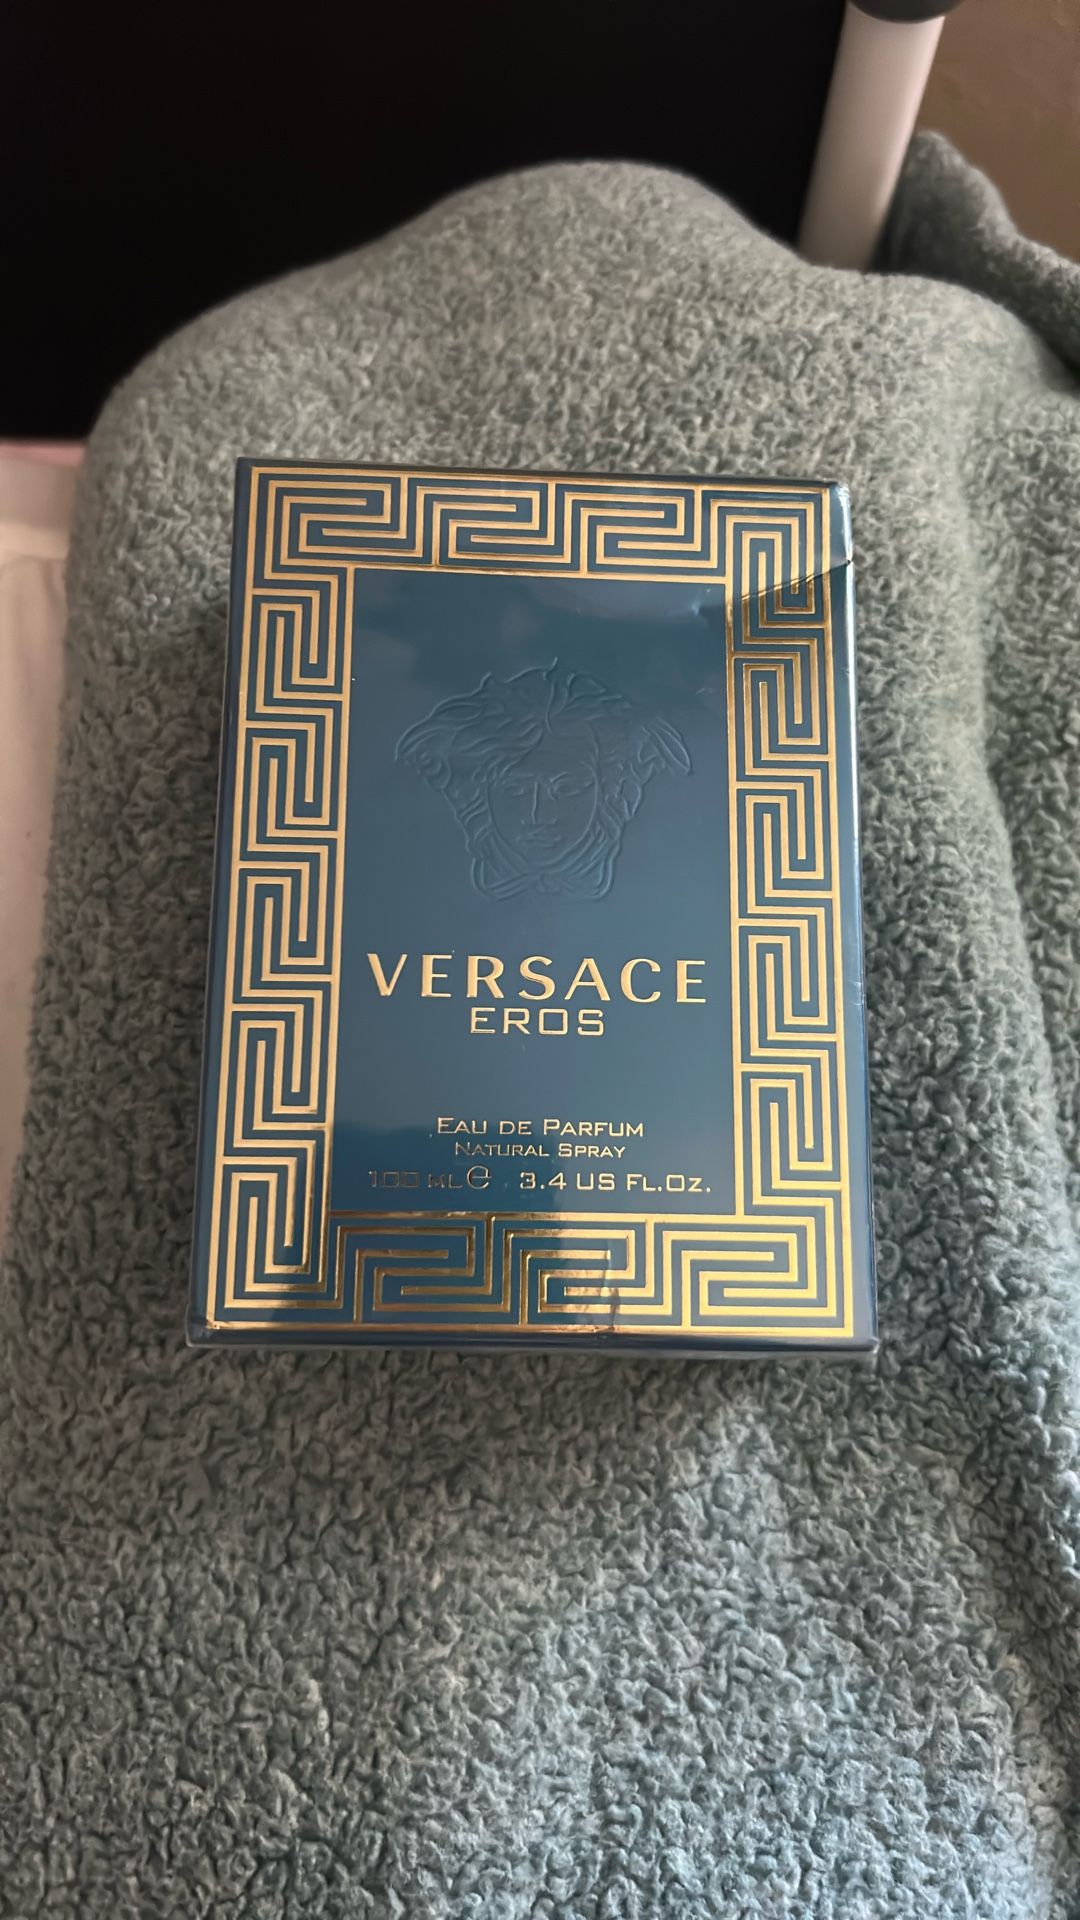 VERSACE
EROS
EAU DE PARFUM
NATURAL SPRAY
100 ML ℮ 3.4 US FL.OZ.